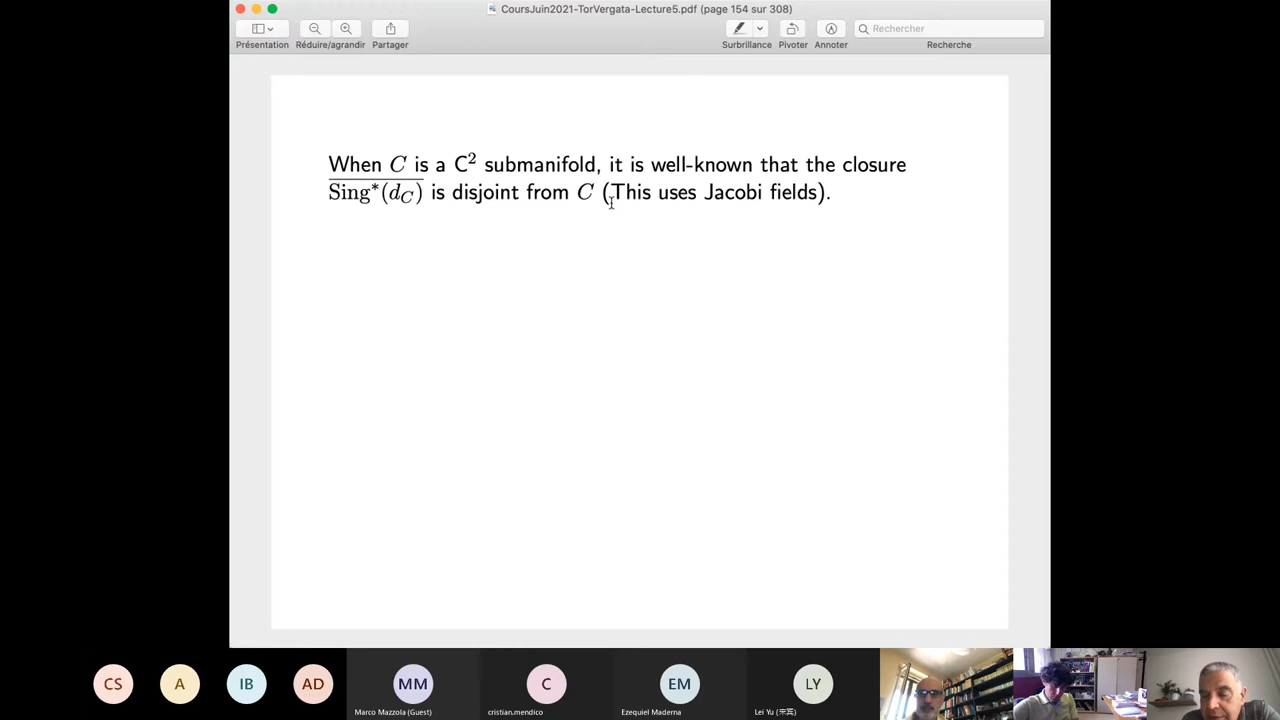 CoursJuin2021-TorVergata-Lecture5.pdf (page 154 sur 308)
Présentation Réduire/agrandir Partager Surbrillance Pivoter Annoter Rechercher Recherche
When C is a C² submanifold, it is well-known that the closure
Sing*(d_C) is disjoint from C (This uses Jacobi fields).
CS A IB AD MM C EM LY
Marco Mazzola (Guest) cristian.mendico Ezequiel Maderna Lei Yu (宋寅)